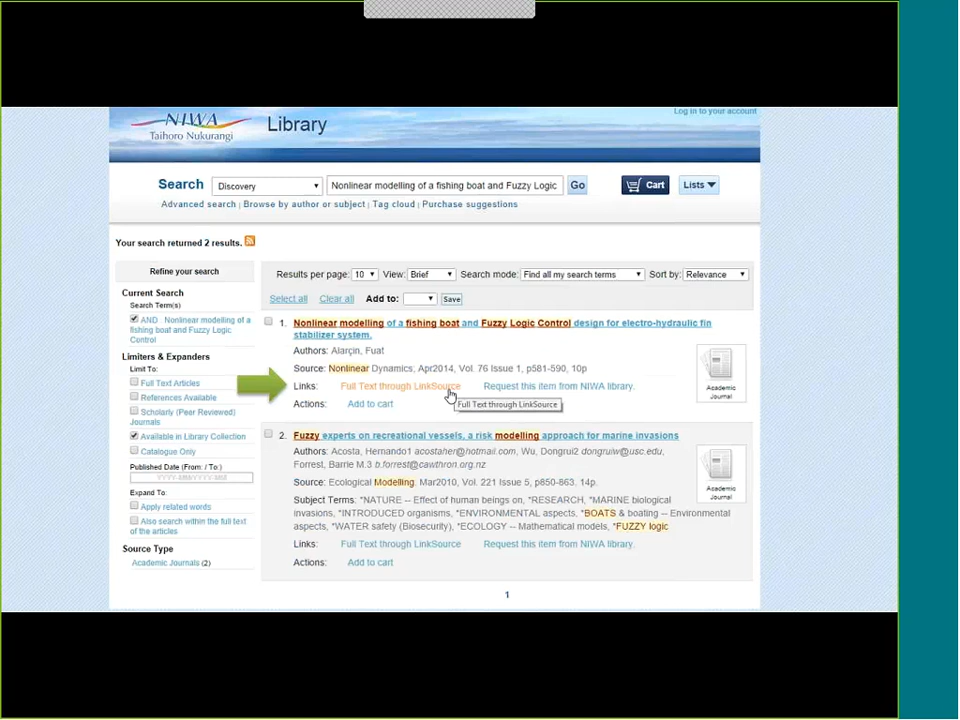 Log in to your account
NIWA
Taihoro Nukurangi
Library
Search Discovery Nonlinear modelling of a fishing boat and Fuzzy Logic Go Cart Lists
Advanced search | Browse by author or subject | Tag cloud | Purchase suggestions
Your search returned 2 results.
Refine your search
Current Search
Search Term(s)
AND Nonlinear modelling of a
fishing boat and Fuzzy Logic
Control
Limiters & Expanders
Limit To:
Full Text Articles
References Available
Scholarly (Peer Reviewed)
Journals
Available in Library Collection
Catalogue Only
Published Date (From: / To:)
YYYY-MM/YYYY-MM
Expand To:
Apply related words
Also search within the full text
of the articles
Source Type
Academic Journals (2)
Results per page: 10 View: Brief Search mode: Find all my search terms Sort by: Relevance
Select all Clear all Add to: Save
1. Nonlinear modelling of a fishing boat and Fuzzy Logic Control design for electro-hydraulic fin
stabilizer system.
Authors: Alarçin, Fuat
Source: Nonlinear Dynamics, Apr2014, Vol. 76 Issue 1, p581-590, 10p
Links: Full Text through LinkSource Request this item from NIWA library.
Full Text through LinkSource
Actions: Add to cart
Academic
Journal
2. Fuzzy experts on recreational vessels, a risk modelling approach for marine invasions
Authors: Acosta, Hernando1 acostaher@hotmail.com, Wu, Dongrui2 dongruiw@usc.edu,
Forrest, Barrie M.3 b.forrest@cawthron.org.nz
Source: Ecological Modelling. Mar2010, Vol. 221 Issue 5, p850-863. 14p.
Subject Terms: *NATURE -- Effect of human beings on, *RESEARCH, *MARINE biological
invasions, *INTRODUCED organisms, *ENVIRONMENTAL aspects, *BOATS & boating -- Environmental
aspects, *WATER safety (Biosecurity), *ECOLOGY -- Mathematical models, *FUZZY logic
Links: Full Text through LinkSource Request this item from NIWA library.
Actions: Add to cart
Academic
Journal
1